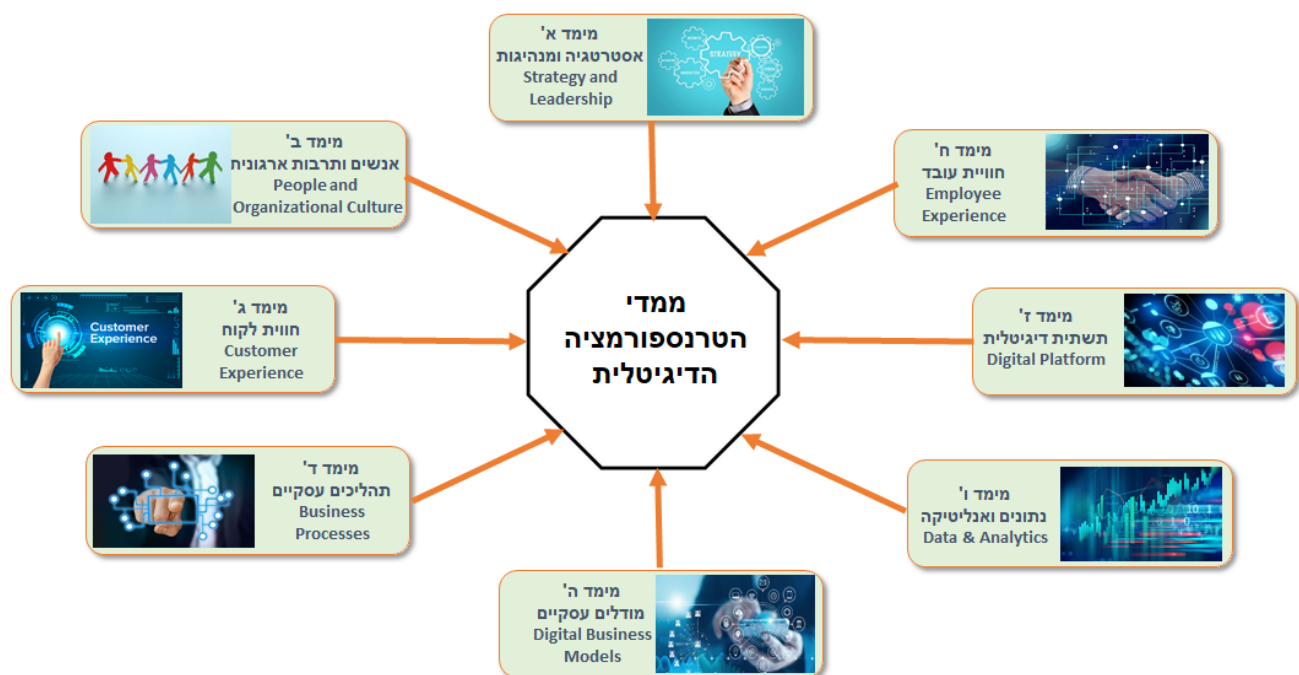 מימד א'
אסטרטגיה ומנהיגות
Strategy and
Leadership
STRATEGY
מימד ב'
אנשים ותרבות ארגונית
People and
Organizational Culture
מימד ח'
חוויית עובד
Employee
Experience
ממדי
הטרנספורמציה
הדיגיטלית
מימד ג'
חווית לקוח
Customer
Experience
Customer
Experience
מימד ז'
תשתית דיגיטלית
Digital Platform
מימד ד'
תהליכים עסקיים
Business
Processes
מימד ו'
נתונים ואנליטיקה
Data & Analytics
מימד ה'
מודלים עסקיים
Digital Business
Models